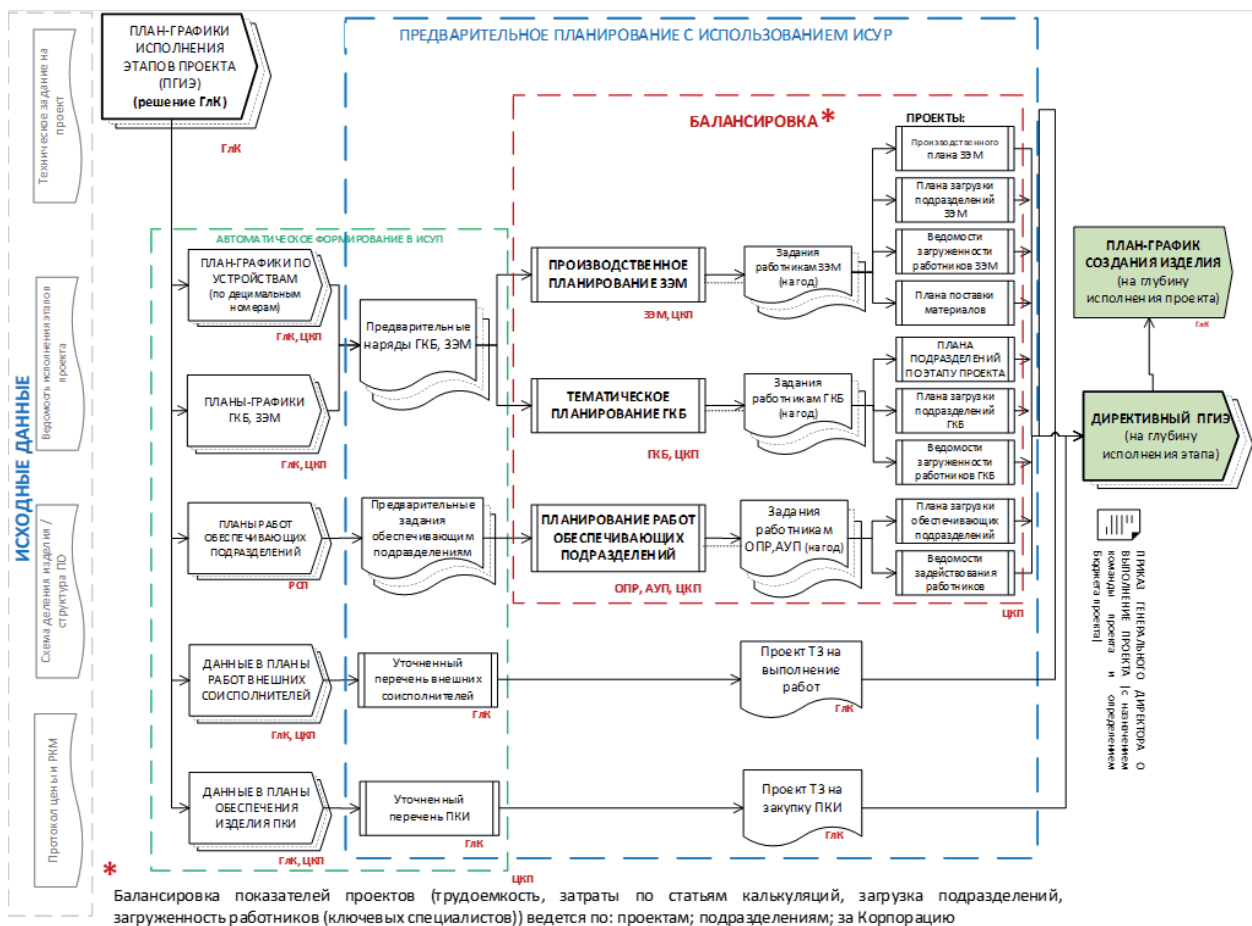 ИСХОДНЫЕ ДАННЫЕ
Техническое задание на
проект
Ведомость исполнения этапов
проекта
Схема деления изделия /
структура ПО
Протокол цены и РКМ
ПЛАН-ГРАФИКИ
ИСПОЛНЕНИЯ
ЭТАПОВ ПРОЕКТА
(ПГИЭ)
(решение ГлК)
ГлК
ПРЕДВАРИТЕЛЬНОЕ ПЛАНИРОВАНИЕ С ИСПОЛЬЗОВАНИЕМ ИСУР
АВТОМАТИЧЕСКОЕ ФОРМИРОВАНИЕ В ИСУП
ПЛАН-ГРАФИКИ ПО
УСТРОЙСТВАМ
(по децимальным
номерам)
ГлК, ЦКП
ПЛАНЫ-ГРАФИКИ
ГКБ, ЗЭМ
ГлК, ЦКП
ПЛАНЫ РАБОТ
ОБЕСПЕЧИВАЮЩИХ
ПОДРАЗДЕЛЕНИЙ
РСП
ДАННЫЕ В ПЛАНЫ
РАБОТ ВНЕШНИХ
СОИСПОЛНИТЕЛЕЙ
ГлК, ЦКП
ДАННЫЕ В ПЛАНЫ
ОБЕСПЕЧЕНИЯ
ИЗДЕЛИЯ ПКИ
ГлК, ЦКП
Предварительные
наряды ГКБ, ЗЭМ
Предварительные
задания
обеспечивающим
подразделениям
Уточненный
перечень внешних
соисполнителей
ГлК
Уточненный
перечень ПКИ
ГлК
ЦКП
БАЛАНСИРОВКА *
ПРОИЗВОДСТВЕННОЕ
ПЛАНИРОВАНИЕ ЗЭМ
ЗЭМ, ЦКП
ТЕМАТИЧЕСКОЕ
ПЛАНИРОВАНИЕ ГКБ
ГКБ, ЦКП
ПЛАНИРОВАНИЕ РАБОТ
ОБЕСПЕЧИВАЮЩИХ
ПОДРАЗДЕЛЕНИЙ
ОПР, АУП, ЦКП
Задания
работникам ЗЭМ
(на год)
Задания
работникам ГКБ
(на год)
Задания
работникам
ОПР,АУП (на год)
Проект ТЗ на
выполнение
работ
ГлК
Проект ТЗ на
закупку ПКИ
ГлК
ПРОЕКТЫ:
Производственного
плана ЗЭМ
Плана загрузки
подразделений
ЗЭМ
Ведомости
загруженности
работников ЗЭМ
Плана поставки
материалов
ПЛАНА
ПОДРАЗДЕЛЕНИЙ
ПО ЭТАПУ ПРОЕКТА
Плана загрузки
подразделений
ГКБ
Ведомости
загруженности
работников ГКБ
Плана загрузки
обеспечивающих
подразделений
Ведомости
задействования
работников
ЦКП
ПЛАН-ГРАФИК
СОЗДАНИЯ ИЗДЕЛИЯ
(на глубину
исполнения проекта)
ГлК
ДИРЕКТИВНЫЙ ПГИЭ
(на глубину
исполнения этапа)
ПРИКАЗ ГЕНЕРАЛЬНОГО ДИРЕКТОРА О
ВЫПОЛНЕНИЕ ПРОЕКТА (с назначением
команды проекта и определением
Бюджета проекта)
*
Балансировка показателей проектов (трудоемкость, затраты по статьям калькуляций, загрузка подразделений,
загруженность работников (ключевых специалистов)) ведется по: проектам; подразделениям; за Корпорацию